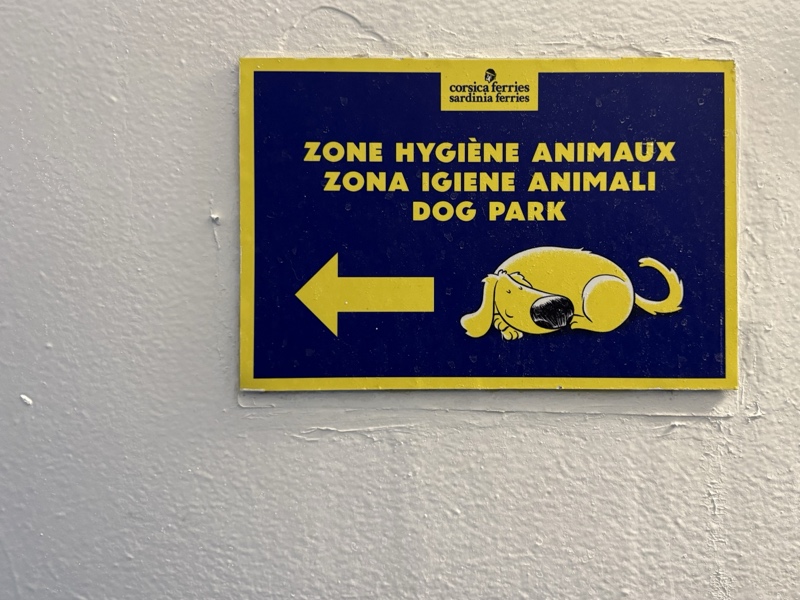 corsica ferries
sardinia ferries
ZONE HYGIÈNE ANIMAUX
ZONA IGIENE ANIMALI
DOG PARK